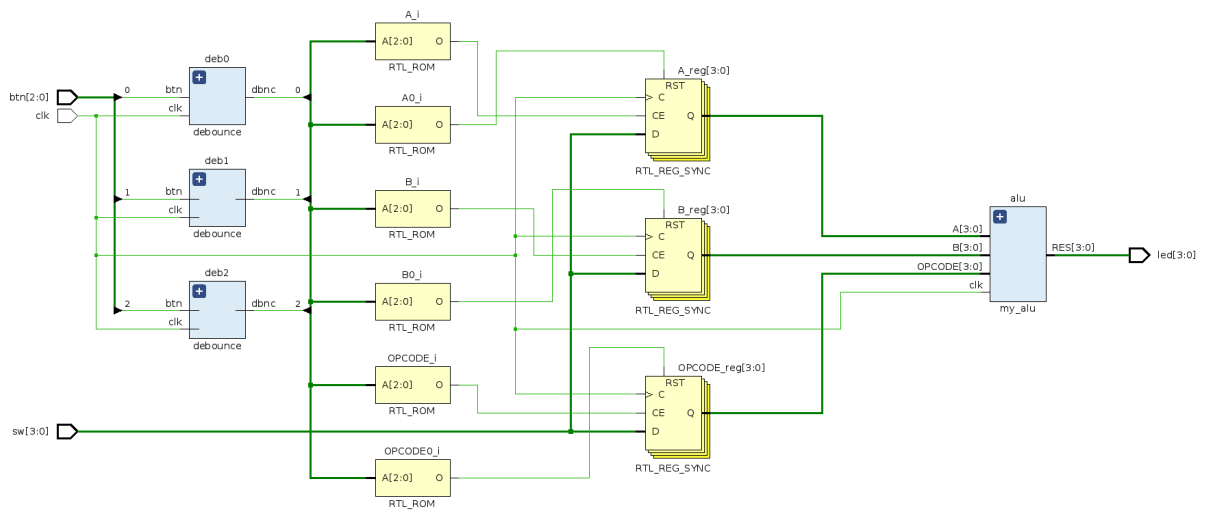 A_i
A[2:0] O
RTL_ROM
deb0
btn[2:0]
clk
0
btn dbnc
clk
debounce
0
A0_i
A[2:0] O
RTL_ROM
A_reg[3:0]
RST
C
CE Q
D
RTL_REG_SYNC
deb1
1
btn dbnc
clk
debounce
1
B_i
A[2:0] O
RTL_ROM
B_reg[3:0]
RST
C
CE Q
D
RTL_REG_SYNC
alu
A[3:0]
B[3:0]
OPCODE[3:0]
clk
RES[3:0]
my_alu
led[3:0]
deb2
2
btn dbnc
clk
debounce
2
B0_i
A[2:0] O
RTL_ROM
OPCODE_i
A[2:0] O
RTL_ROM
OPCODE_reg[3:0]
RST
C
CE Q
D
RTL_REG_SYNC
sw[3:0]
OPCODE0_i
A[2:0] O
RTL_ROM